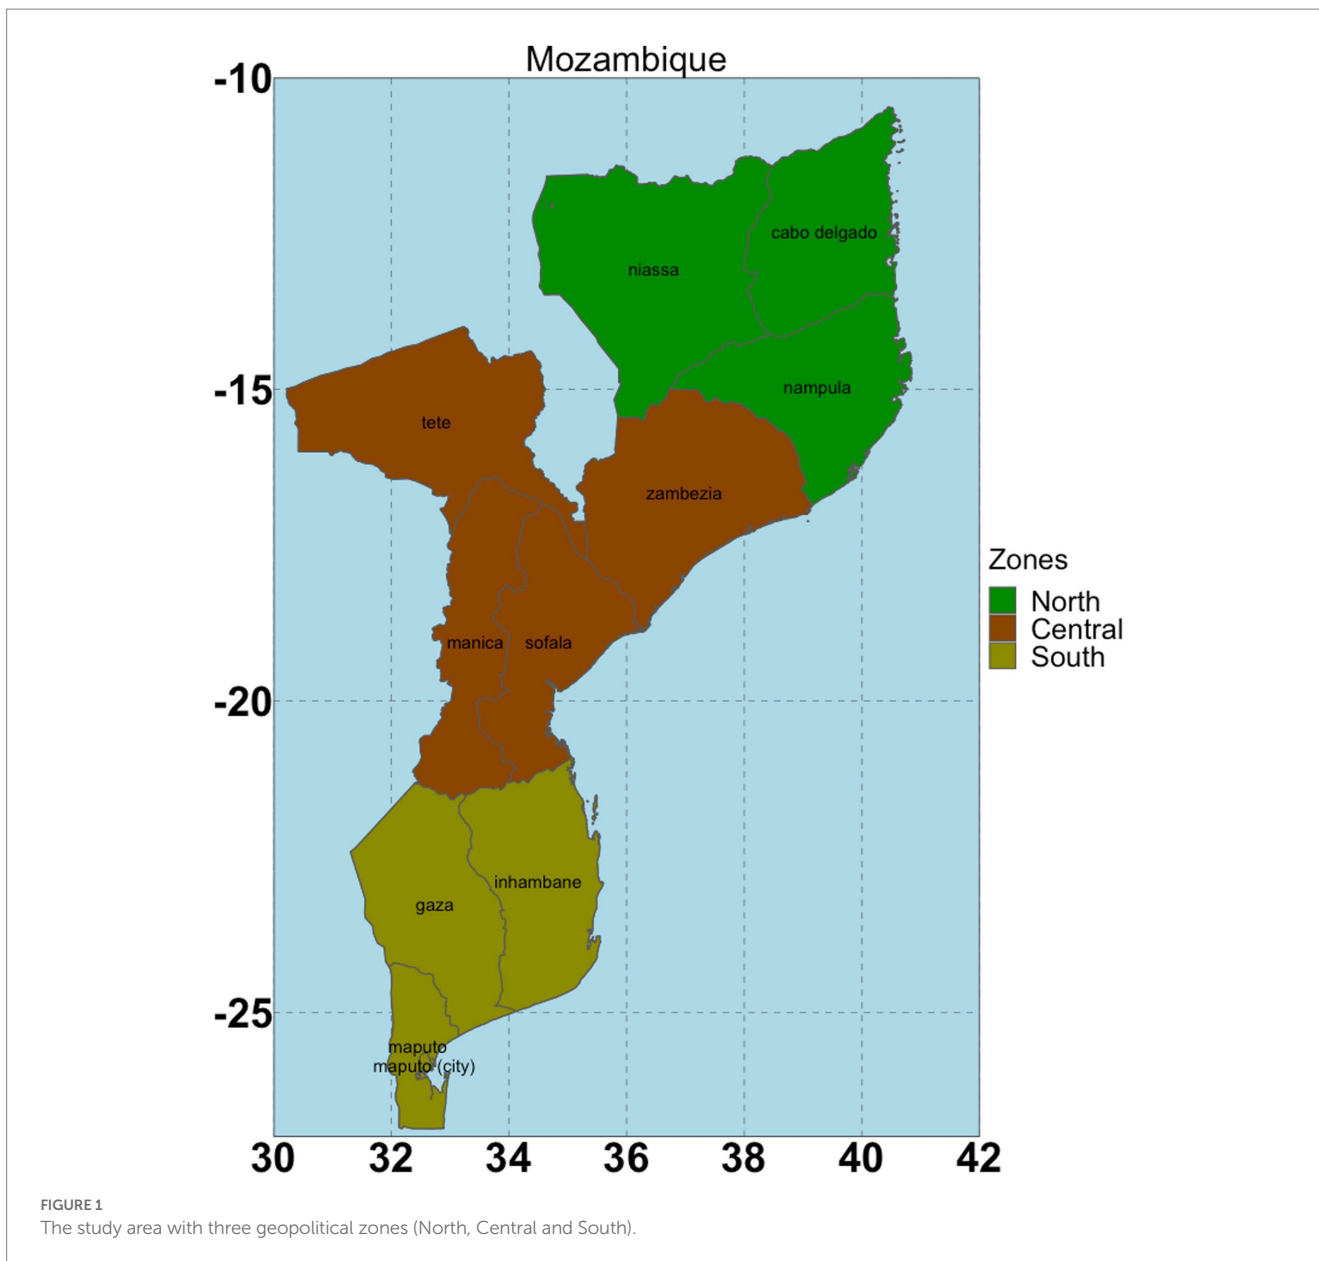 Mozambique
-10
cabo delgado
niassa
nampula
-15
tete
zambezia
Zones
North
Central
South
manica
sofala
-20
inhambane
gaza
-25
maputo
maputo (city)
30 32 34 36 38 40 42
FIGURE 1
The study area with three geopolitical zones (North, Central and South).